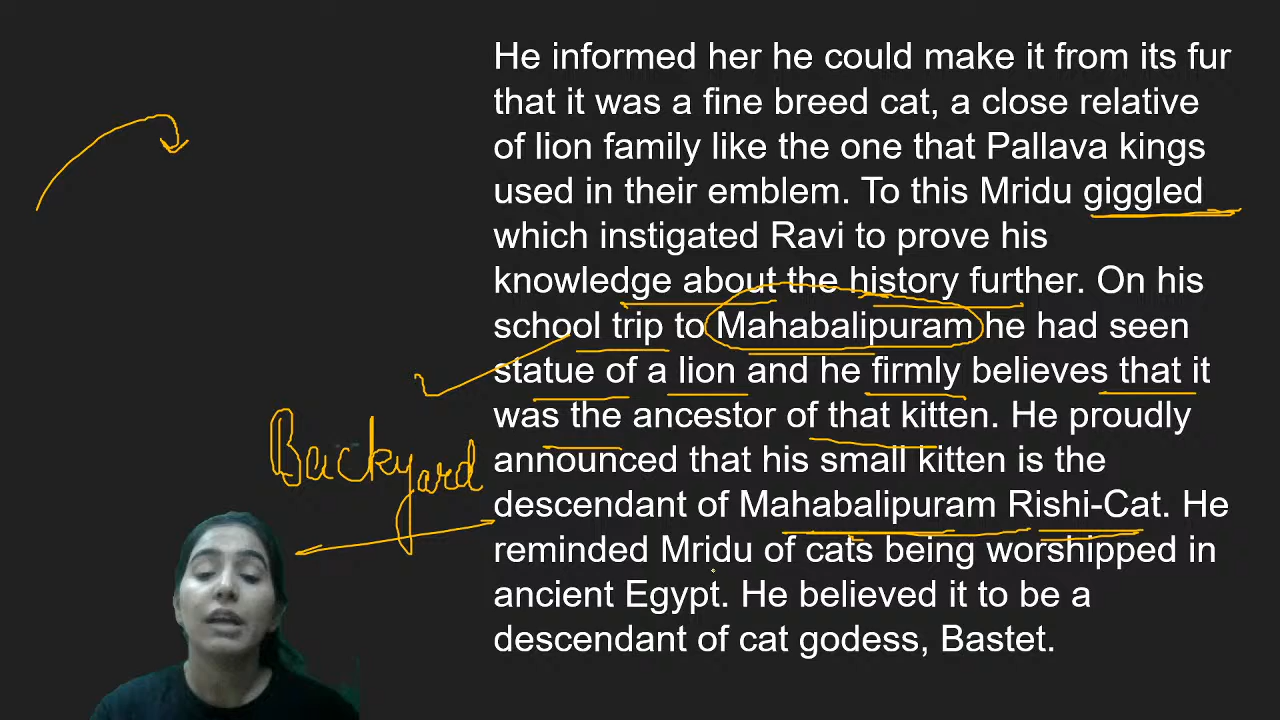 He informed her he could make it from its fur
that it was a fine breed cat, a close relative
of lion family like the one that Pallava kings
used in their emblem. To this Mridu giggled
which instigated Ravi to prove his
knowledge about the history further. On his
school trip to Mahabalipuram he had seen
statue of a lion and he firmly believes that it
was the ancestor of that kitten. He proudly
announced that his small kitten is the
descendant of Mahabalipuram Rishi-Cat. He
reminded Mridu of cats being worshipped in
ancient Egypt. He believed it to be a
descendant of cat godess, Bastet.
Backyard